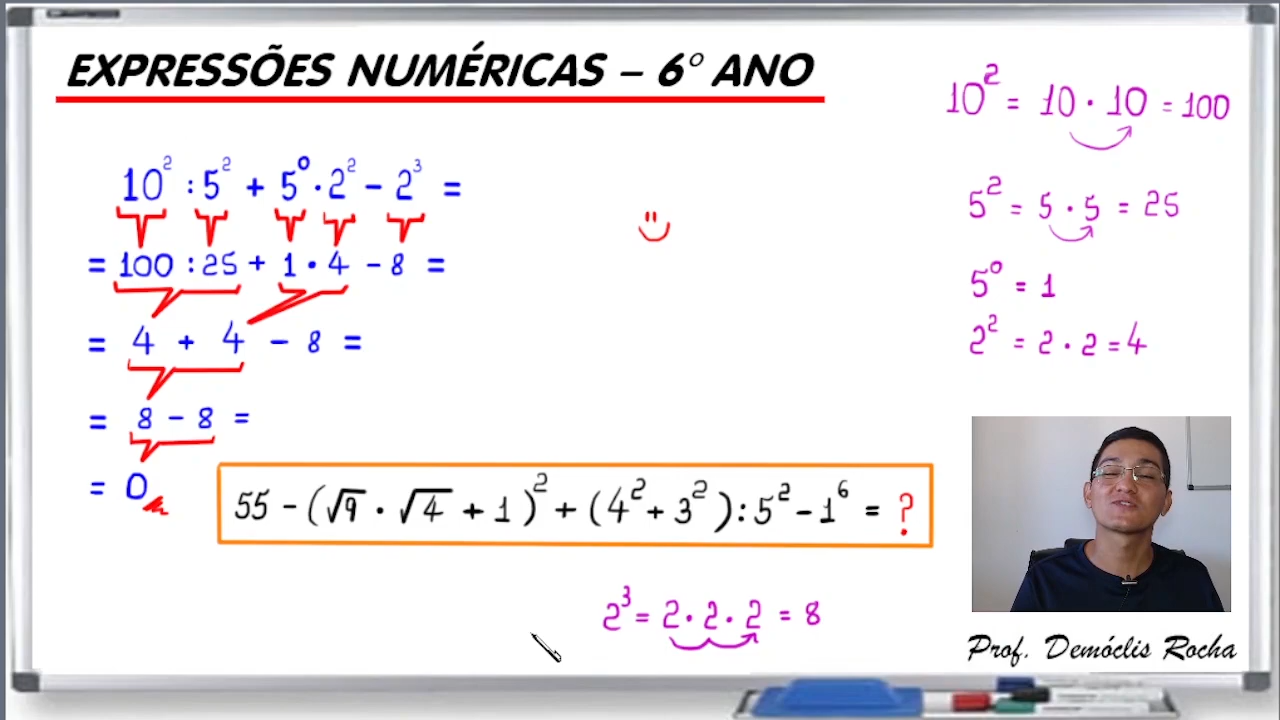 EXPRESSÕES NUMÉRICAS – 6º ANO
10² : 5² + 5⁰ · 2² – 2³ =
= 100 : 25 + 1 · 4 – 8 =
= 4 + 4 – 8 =
= 8 – 8 =
= 0
55 – (√9 · √4 + 1)² + (4² + 3²) : 5² – 1⁶ = ?
2³ = 2 · 2 · 2 = 8
10² = 10 · 10 = 100
5² = 5 · 5 = 25
5⁰ = 1
2² = 2 · 2 = 4
Prof. Demóclis Rocha